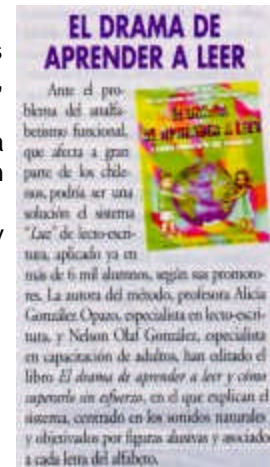 EL DRAMA DE
APRENDER A LEER
Ante el pro-
blema del analfa-
betismo funcional,
que afecta a gran
parte de los chile-
nos, podría ser una
solución el sistema
"Luz" de lecto-escri-
tura, aplicado ya en
más de 6 mil alumnos, según sus promoto-
res. La autora del método, profesora Alicia
González Opazo, especialista en lecto-escri-
tura, y Nelson Olaf González, especialista
en capacitación de adultos, han editado el
libro El drama de aprender a leer y cómo
superarlo sin esfuerzo, en el que explican el
sistema, centrado en los sonidos naturales
y objetivados por figuras alusivas y asociado
a cada letra del alfabeto.